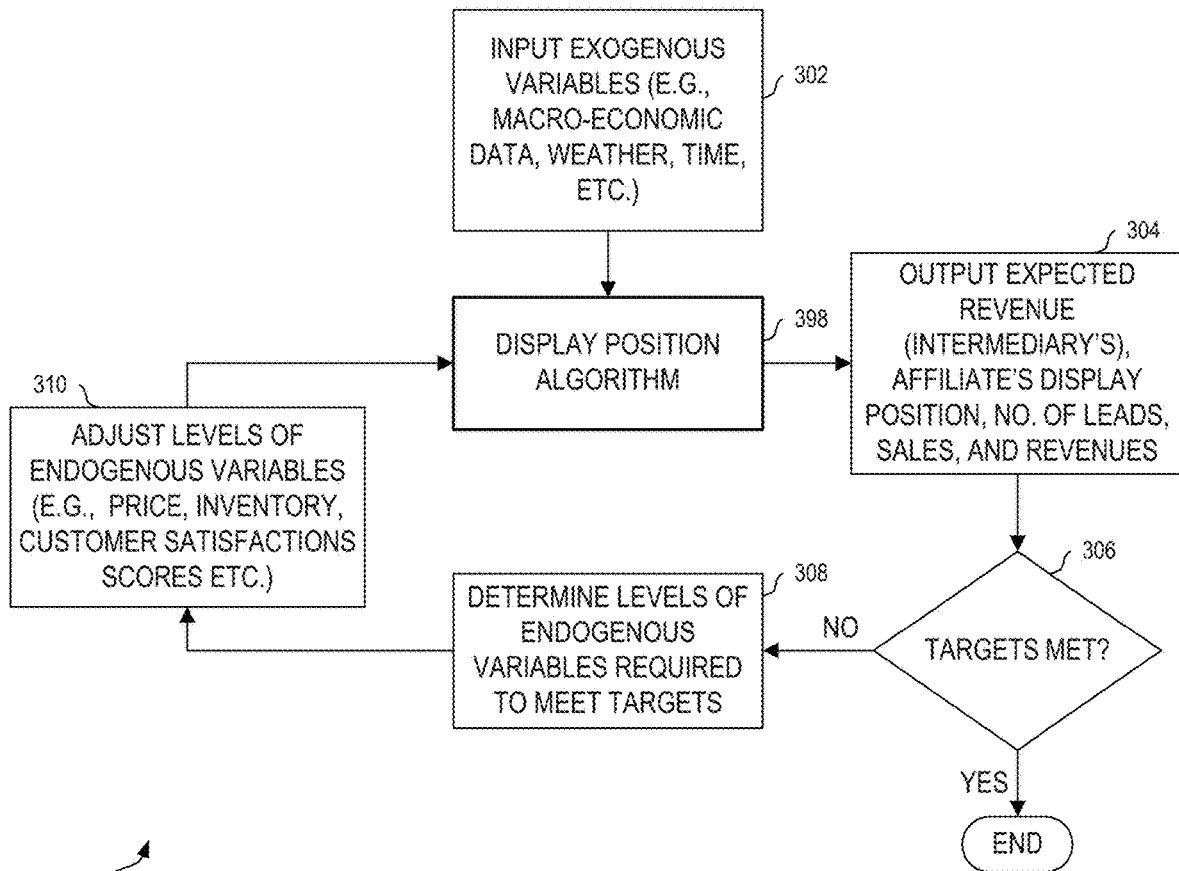 INPUT EXOGENOUS
VARIABLES (E.G.,
MACRO-ECONOMIC
DATA, WEATHER, TIME,
ETC.)
302
304
OUTPUT EXPECTED
REVENUE
(INTERMEDIARY'S),
AFFILIATE'S DISPLAY
POSITION, NO. OF LEADS,
SALES, AND REVENUES
398
DISPLAY POSITION
ALGORITHM
310
ADJUST LEVELS OF
ENDOGENOUS VARIABLES
(E.G., PRICE, INVENTORY,
CUSTOMER SATISFACTIONS
SCORES ETC.)
306
TARGETS MET?
NO
308
DETERMINE LEVELS OF
ENDOGENOUS
VARIABLES REQUIRED
TO MEET TARGETS
YES
END